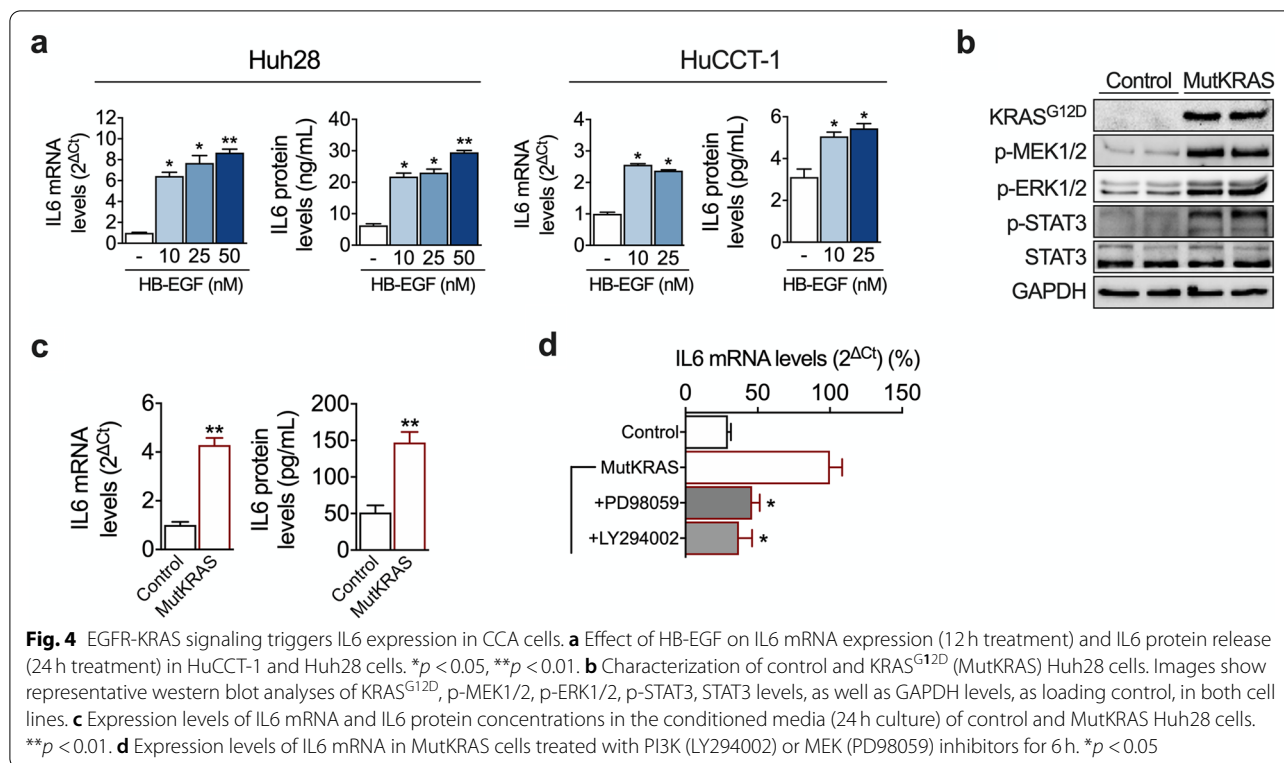 a
Huh28
HuCCT-1
IL6 mRNA
levels (2^ΔCt)
12
10
8
6
4
2
0
*
*
**
- 10 25 50
HB-EGF (nM)
IL6 protein
levels (ng/mL)
40
30
20
10
0
*
*
**
- 10 25 50
HB-EGF (nM)
IL6 mRNA
levels (2^ΔCt)
4
3
2
1
0
*
*
- 10 25
HB-EGF (nM)
IL6 protein
levels (pg/mL)
6
3
0
*
*
- 10 25
HB-EGF (nM)
b
Control MutKRAS
KRAS^G12D
p-MEK1/2
p-ERK1/2
p-STAT3
STAT3
GAPDH
c
IL6 mRNA
levels (2^ΔCt)
6
4
2
0
**
Control
MutKRAS
IL6 protein
levels (pg/mL)
200
150
100
50
0
**
Control
MutKRAS
d
IL6 mRNA levels (2^ΔCt) (%)
0 50 100 150
Control
MutKRAS
+PD98059 *
+LY294002 *
Fig. 4 EGFR-KRAS signaling triggers IL6 expression in CCA cells. a Effect of HB-EGF on IL6 mRNA expression (12 h treatment) and IL6 protein release
(24 h treatment) in HuCCT-1 and Huh28 cells. *p < 0.05, **p < 0.01. b Characterization of control and KRAS^G12D (MutKRAS) Huh28 cells. Images show
representative western blot analyses of KRAS^G12D, p-MEK1/2, p-ERK1/2, p-STAT3, STAT3 levels, as well as GAPDH levels, as loading control, in both cell
lines. c Expression levels of IL6 mRNA and IL6 protein concentrations in the conditioned media (24 h culture) of control and MutKRAS Huh28 cells.
**p < 0.01. d Expression levels of IL6 mRNA in MutKRAS cells treated with PI3K (LY294002) or MEK (PD98059) inhibitors for 6 h. *p < 0.05